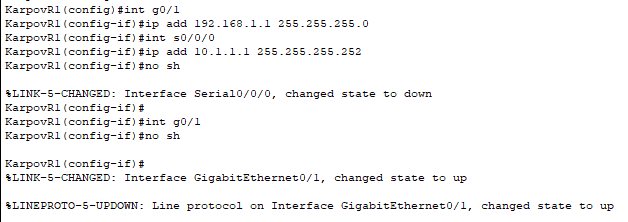 KarpovR1(config)#int g0/1
KarpovR1(config-if)#ip add 192.168.1.1 255.255.255.0
KarpovR1(config-if)#int s0/0/0
KarpovR1(config-if)#ip add 10.1.1.1 255.255.255.252
KarpovR1(config-if)#no sh
%LINK-5-CHANGED: Interface Serial0/0/0, changed state to down
KarpovR1(config-if)#
KarpovR1(config-if)#int g0/1
KarpovR1(config-if)#no sh
KarpovR1(config-if)#
%LINK-5-CHANGED: Interface GigabitEthernet0/1, changed state to up
%LINEPROTO-5-UPDOWN: Line protocol on Interface GigabitEthernet0/1, changed state to up